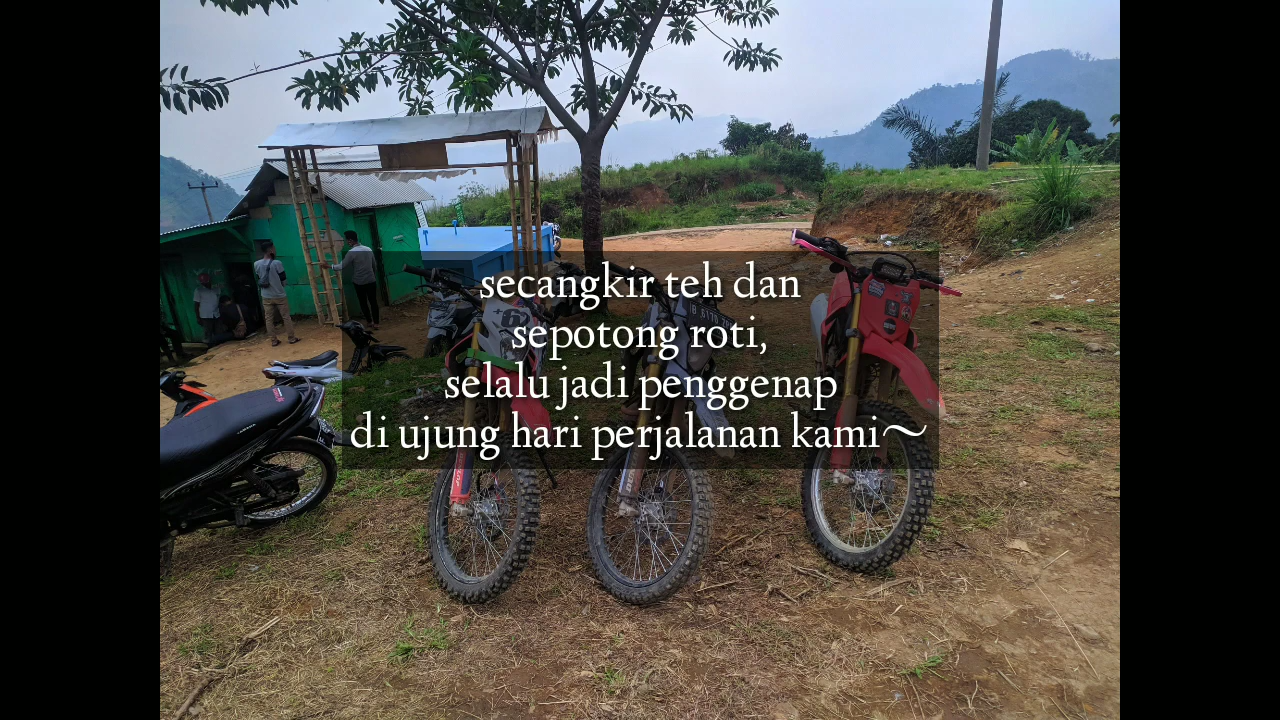 secangkir teh dan
sepotong roti,
selalu jadi penggenap
di ujung hari perjalanan kami~